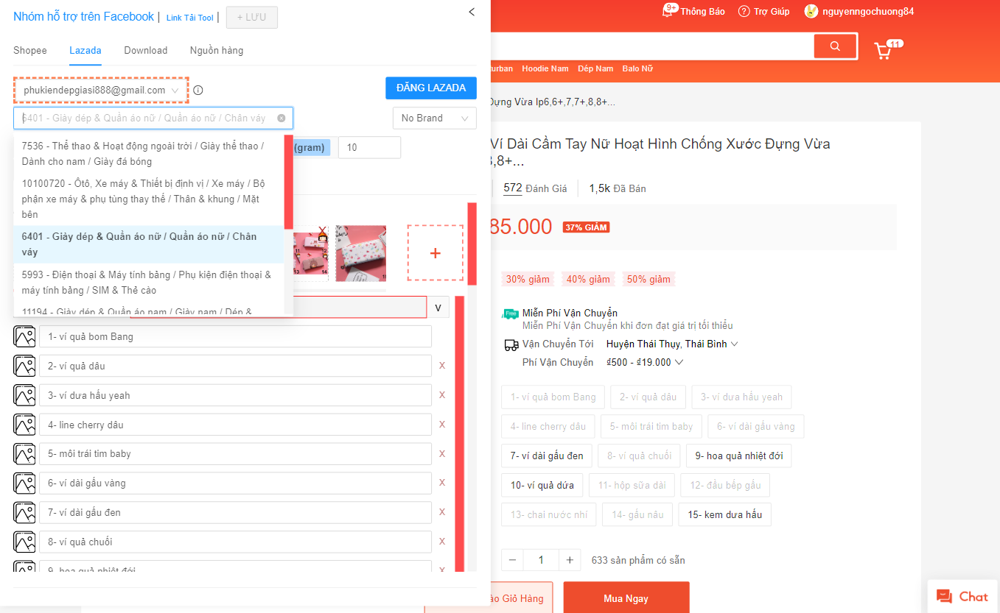 Nhóm hỗ trợ trên Facebook | Link Tải Tool | + LƯU
Shopee Lazada Download Nguồn hàng
phukiendepgiasi888@gmail.com
ĐĂNG LAZADA
6401 - Giày dép & Quần áo nữ / Quần áo nữ / Chân váy
No Brand
7536 - Thể thao & Hoạt động ngoài trời / Giày thể thao /
Dành cho nam / Giày đá bóng
(gram) 10
10100720 - Ôtô, Xe máy & Thiết bị định vị / Xe máy / Bộ
phận xe máy & phụ tùng thay thế / Thân & khung / Mặt
bên
6401 - Giày dép & Quần áo nữ / Quần áo nữ / Chân
váy
5993 - Điện thoại & Máy tính bảng / Phụ kiện điện thoại &
máy tính bảng / SIM & Thẻ cào
11194 - Giày dép & Quần áo nam / Giày nam / Dép &
+
V
1- ví quả bom Bang
2- ví quả dâu X
3- ví dưa hấu yeah X
4- line cherry dâu X
5- môi trái tim baby X
6- ví dài gấu vàng X
7- ví dài gấu đen X
8- ví quả chuối X
9- hoa quả nhiệt đới X
9+ Thông Báo Trợ Giúp nguyenngochuong84
11
urban Hoodie Nam Dép Nam Balo Nữ
Đựng Vừa Ip6,6+,7,7+,8,8+...
Ví Dài Cầm Tay Nữ Hoạt Hình Chống Xước Đựng Vừa
8,8+...
572 Đánh Giá 1,5k Đã Bán
85.000 37% GIẢM
30% giảm 40% giảm 50% giảm
Free Miễn Phí Vận Chuyển
Miễn Phí Vận Chuyển khi đơn đạt giá trị tối thiểu
Vận Chuyển Tới Huyện Thái Thụy, Thái Bình
Phí Vận Chuyển ₫500 - ₫19.000
1- ví quả bom Bang 2- ví quả dâu 3- ví dưa hấu yeah
4- line cherry dâu 5- môi trái tim baby 6- ví dài gấu vàng
7- ví dài gấu đen 8- ví quả chuối 9- hoa quả nhiệt đới
10- ví quả dứa 11- hộp sữa dài 12- đầu bếp gấu
13- chai nước nhí 14- gấu nâu 15- kem dưa hấu
− 1 + 633 sản phẩm có sẵn
ào Giỏ Hàng Mua Ngay
Chat